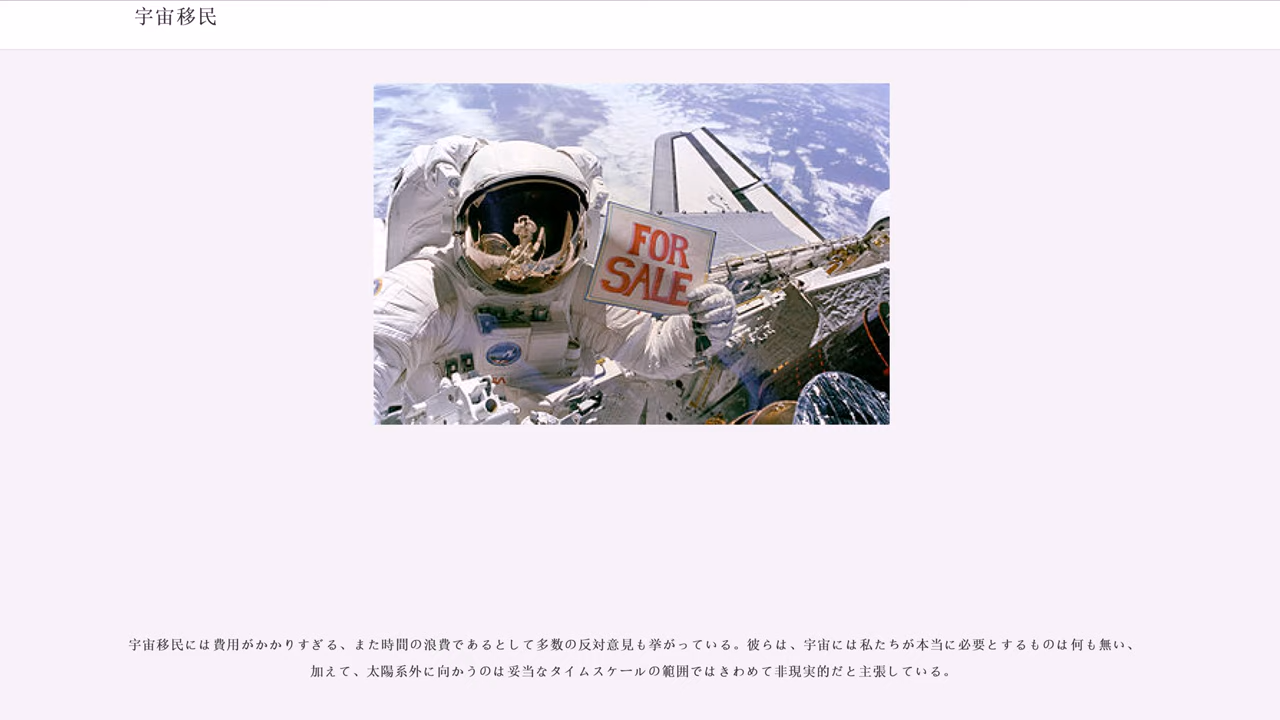 宇宙移民
FOR
SALE
宇宙移民には費用がかかりすぎる、また時間の浪費であるとして多数の反対意見も挙がっている。彼らは、宇宙には私たちが本当に必要とするものは何も無い、
加えて、太陽系外に向かうのは妥当なタイムスケールの範囲ではきわめて非現実的だと主張している。